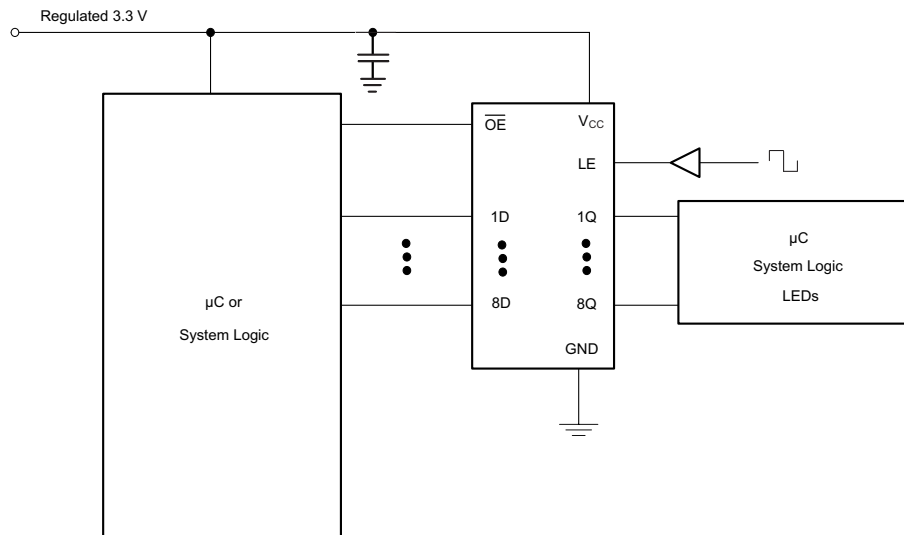 Regulated 3.3 V
OE
VCC
LE
1D
1Q
µC
System Logic
LEDs
µC or
System Logic
8D
8Q
GND